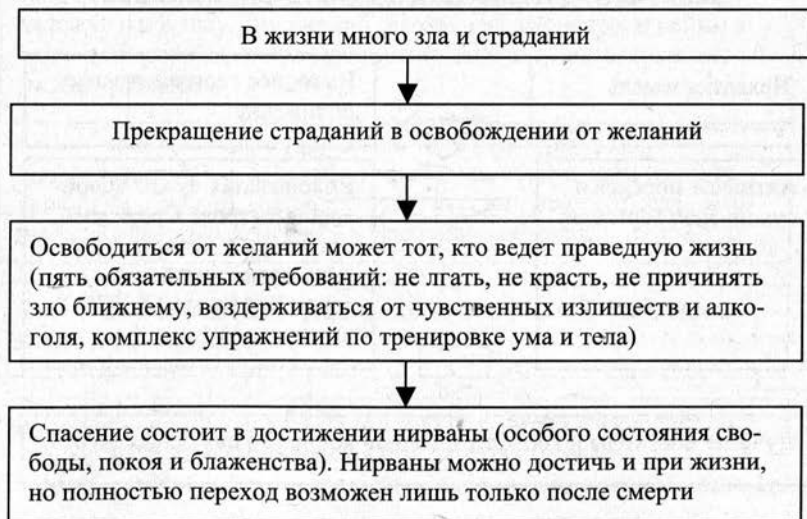 В жизни много зла и страданий
Прекращение страданий в освобождении от желаний
Освободиться от желаний может тот, кто ведет праведную жизнь
(пять обязательных требований: не лгать, не красть, не причинять
зло ближнему, воздерживаться от чувственных излишеств и алко-
голя, комплекс упражнений по тренировке ума и тела)
Спасение состоит в достижении нирваны (особого состояния сво-
боды, покоя и блаженства). Нирваны можно достичь и при жизни,
но полностью переход возможен лишь только после смерти